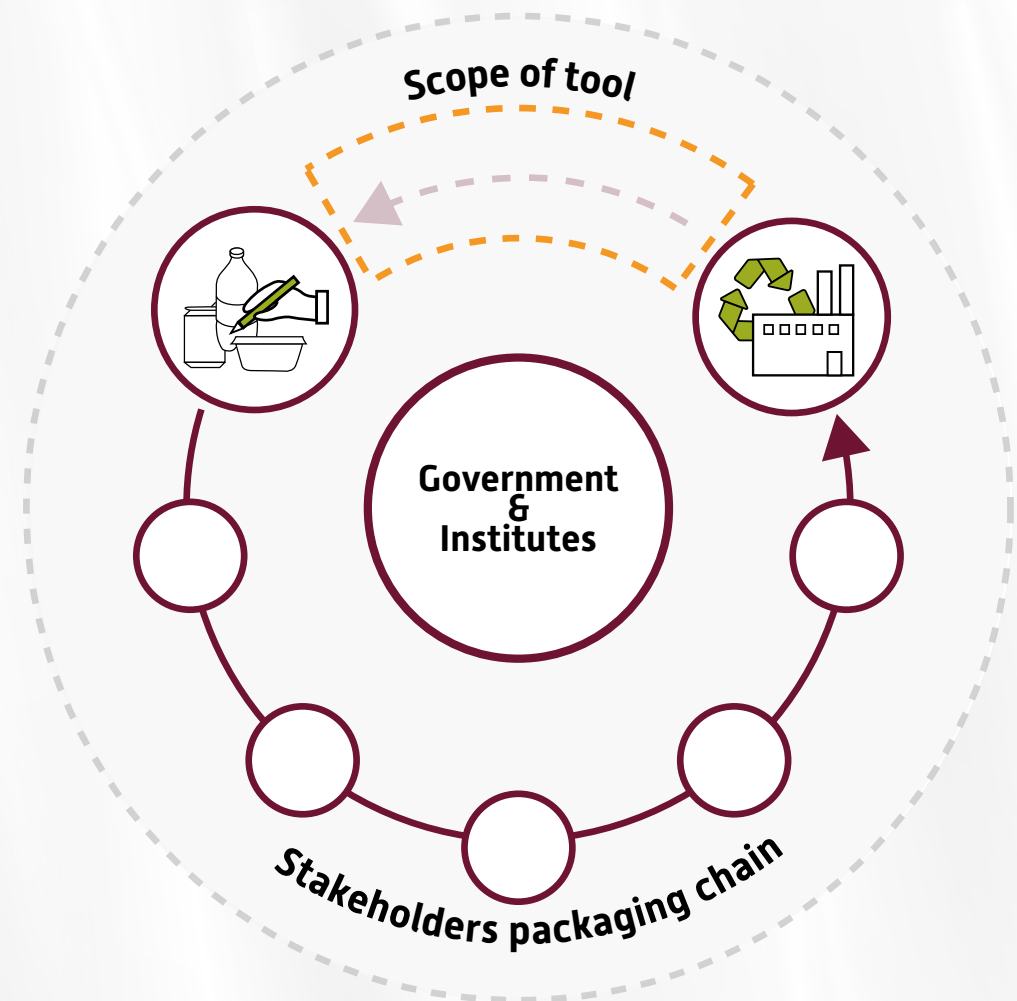 Scope of tool
Government
&
Institutes
Stakeholders packaging chain